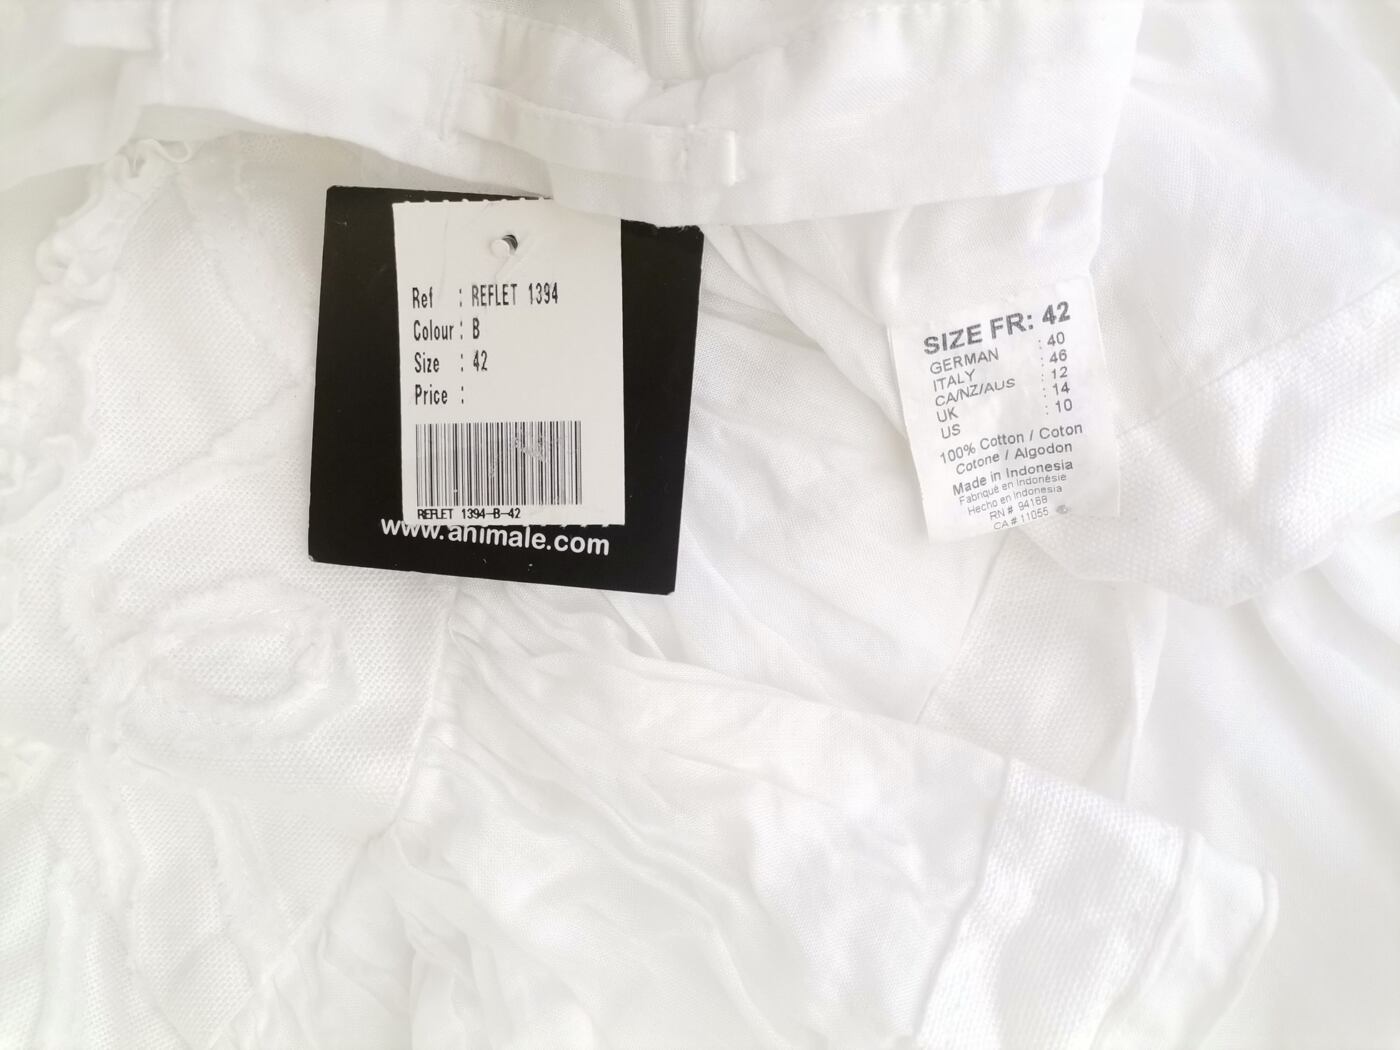 Ref : REFLET 1394
Colour : B
Size : 42
Price :
REFLET 1394-B-42
www.animale.com
SIZE FR: 42
GERMAN : 40
ITALY : 46
CA/NZ/AUS : 12
UK : 14
US : 10
100% Cotton / Coton
Cotone / Algodon
Made in Indonesia
Fabriqué en Indonésie
Hecho en Indonesia
RN # 94168
CA # 11055